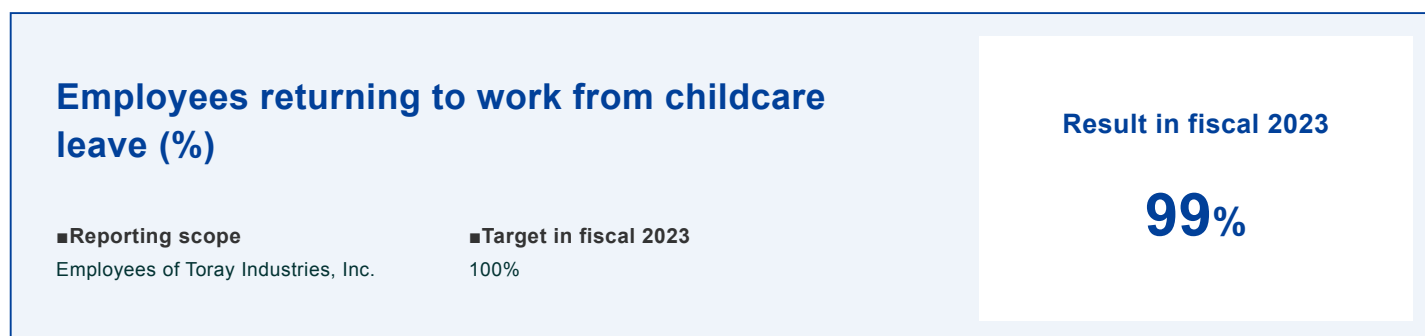 Employees returning to work from childcare
leave (%)
■Reporting scope
Employees of Toray Industries, Inc.
■Target in fiscal 2023
100%
Result in fiscal 2023
99%